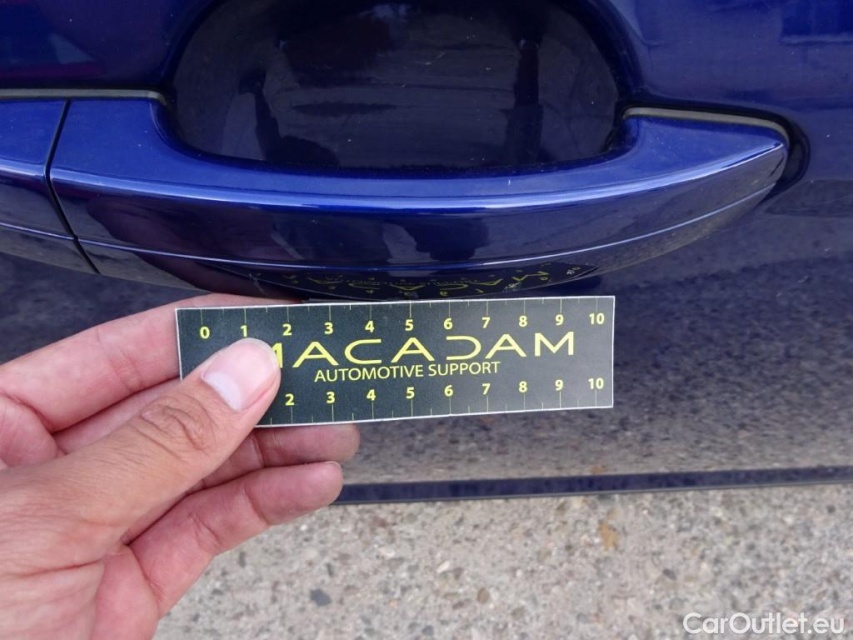 0 1 2 3 4 5 6 7 8 9 10
MACADAM
AUTOMOTIVE SUPPORT
2 3 4 5 6 7 8 9 10
CarOutlet.eu